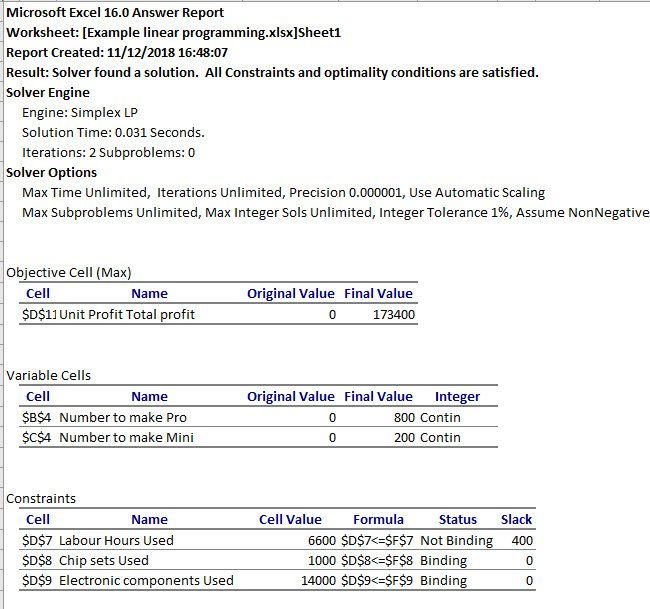 Microsoft Excel 16.0 Answer Report
Worksheet: [Example linear programming.xlsx]Sheet1
Report Created: 11/12/2018 16:48:07
Result: Solver found a solution.  All Constraints and optimality conditions are satisfied.
Solver Engine
Engine: Simplex LP
Solution Time: 0.031 Seconds.
Iterations: 2 Subproblems: 0
Solver Options
Max Time Unlimited,  Iterations Unlimited, Precision 0.000001, Use Automatic Scaling
Max Subproblems Unlimited, Max Integer Sols Unlimited, Integer Tolerance 1%, Assume NonNegative
Objective Cell (Max)
Cell Name Original Value Final Value
$D$11 Unit Profit Total profit 0 173400
Variable Cells
Cell Name Original Value Final Value Integer
$B$4 Number to make Pro 0 800 Contin
$C$4 Number to make Mini 0 200 Contin
Constraints
Cell Name Cell Value Formula Status Slack
$D$7 Labour Hours Used 6600 $D$7<=$F$7 Not Binding 400
$D$8 Chip sets Used 1000 $D$8<=$F$8 Binding 0
$D$9 Electronic components Used 14000 $D$9<=$F$9 Binding 0